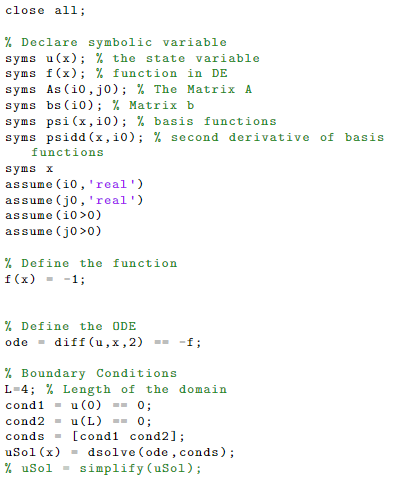 close all;
% Declare symbolic variable
syms u(x); % the state variable
syms f(x); % function in DE
syms As(i0,j0); % The Matrix A
syms bs(i0); % Matrix b
syms psi(x,i0); % basis functions
syms psidd(x,i0); % second derivative of basis
functions
syms x
assume(i0,'real')
assume(j0,'real')
assume(i0>0)
assume(j0>0)
% Define the function
f(x) = -1;
% Define the ODE
ode = diff(u,x,2) == -f;
% Boundary Conditions
L=4; % Length of the domain
cond1 = u(0) == 0;
cond2 = u(L) == 0;
conds = [cond1 cond2];
uSol(x) = dsolve(ode,conds);
% uSol = simplify(uSol);